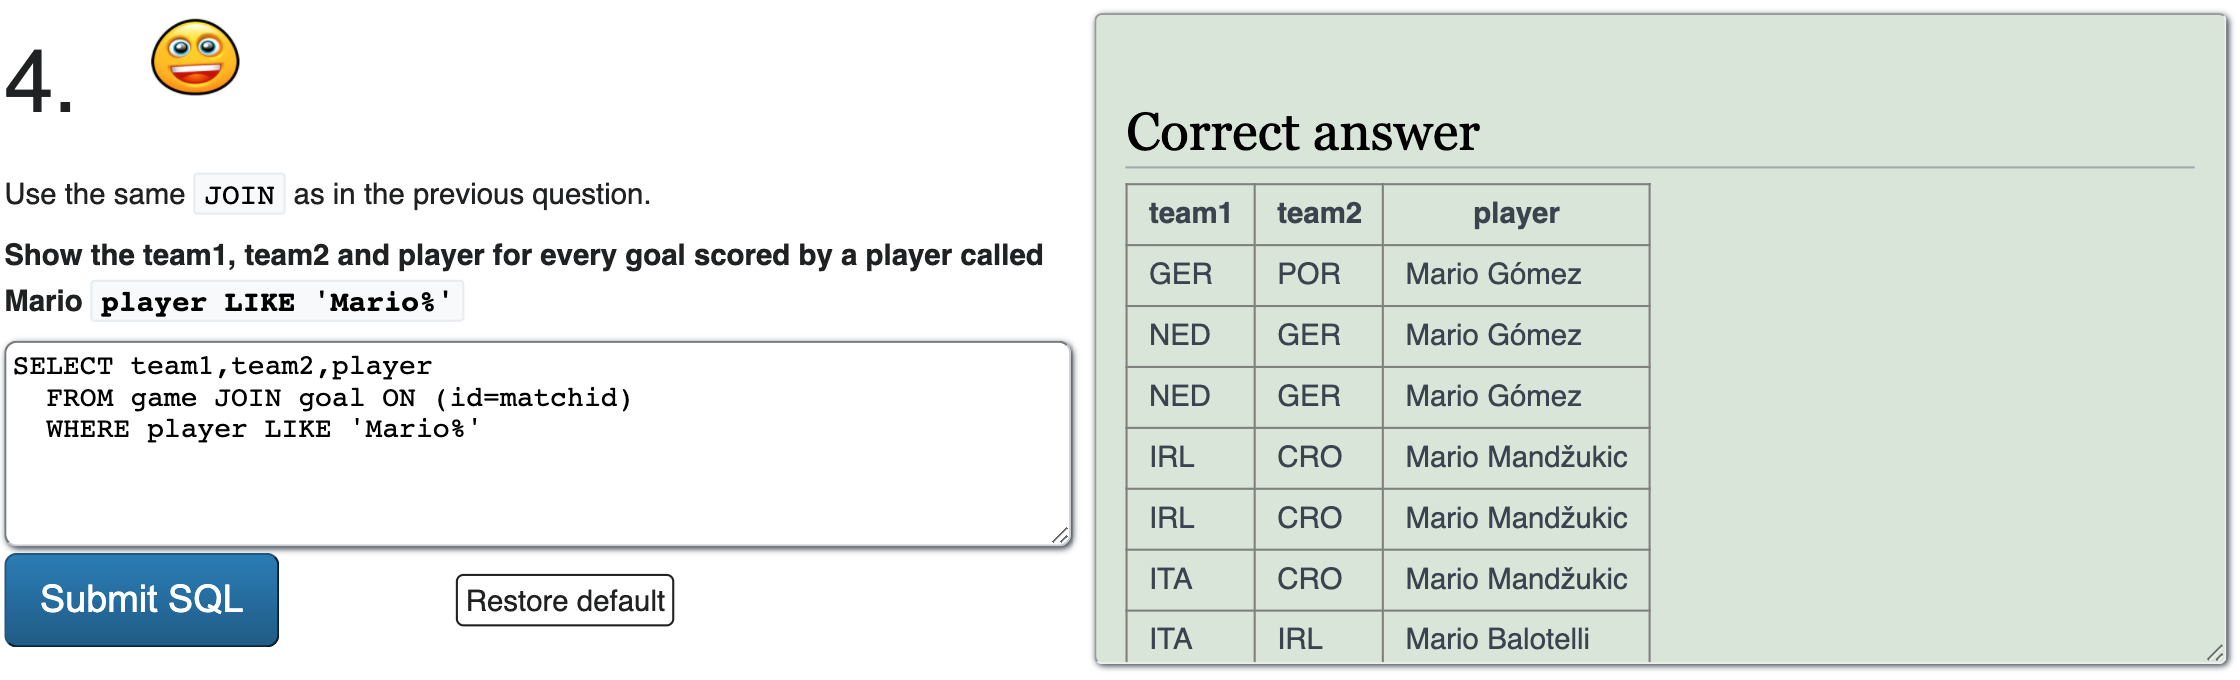 4.
Use the same JOIN as in the previous question.
Show the team1, team2 and player for every goal scored by a player called
Mario player LIKE 'Mario%'
SELECT team1,team2,player
FROM game JOIN goal ON (id=matchid)
WHERE player LIKE 'Mario%'
Submit SQL
Restore default
Correct answer
team1 team2 player
GER POR Mario Gómez
NED GER Mario Gómez
NED GER Mario Gómez
IRL CRO Mario Mandžukic
IRL CRO Mario Mandžukic
ITA CRO Mario Mandžukic
ITA IRL Mario Balotelli